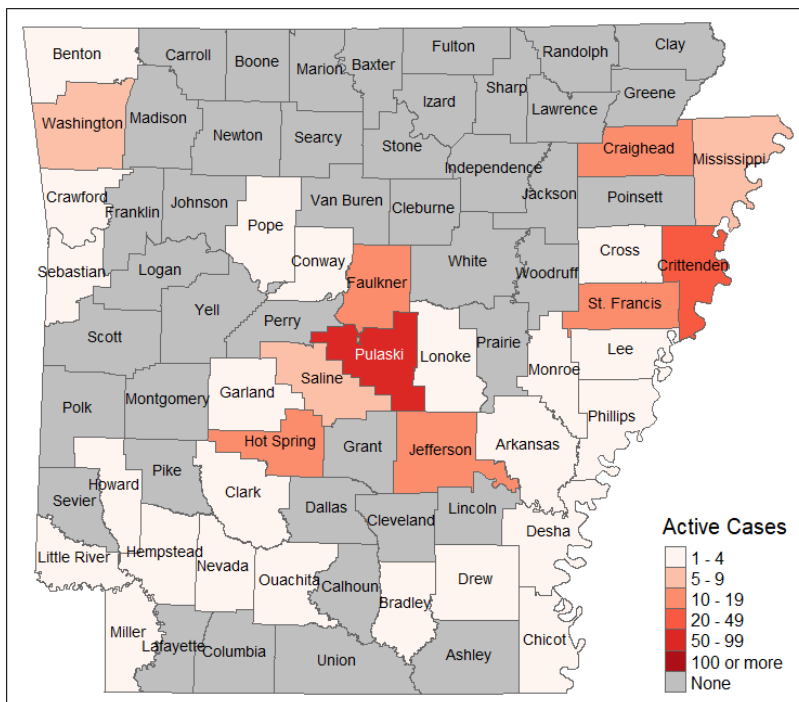 Benton
Carroll
Boone
Marion
Baxter
Fulton
Randolph
Clay
Washington
Madison
Newton
Searcy
Stone
Izard
Sharp
Lawrence
Greene
Craighead
Mississippi
Crawford
Franklin
Johnson
Pope
Van Buren
Cleburne
Independence
Jackson
Poinsett
Sebastian
Logan
Conway
Faulkner
White
Woodruff
Cross
Crittenden
Scott
Yell
Perry
Pulaski
Lonoke
Prairie
St. Francis
Monroe
Lee
Polk
Montgomery
Garland
Saline
Phillips
Hot Spring
Grant
Jefferson
Arkansas
Sevier
Howard
Pike
Clark
Dallas
Cleveland
Lincoln
Desha
Little River
Hempstead
Nevada
Ouachita
Calhoun
Bradley
Drew
Miller
Lafayette
Columbia
Union
Ashley
Chicot
Active Cases
1 - 4
5 - 9
10 - 19
20 - 49
50 - 99
100 or more
None